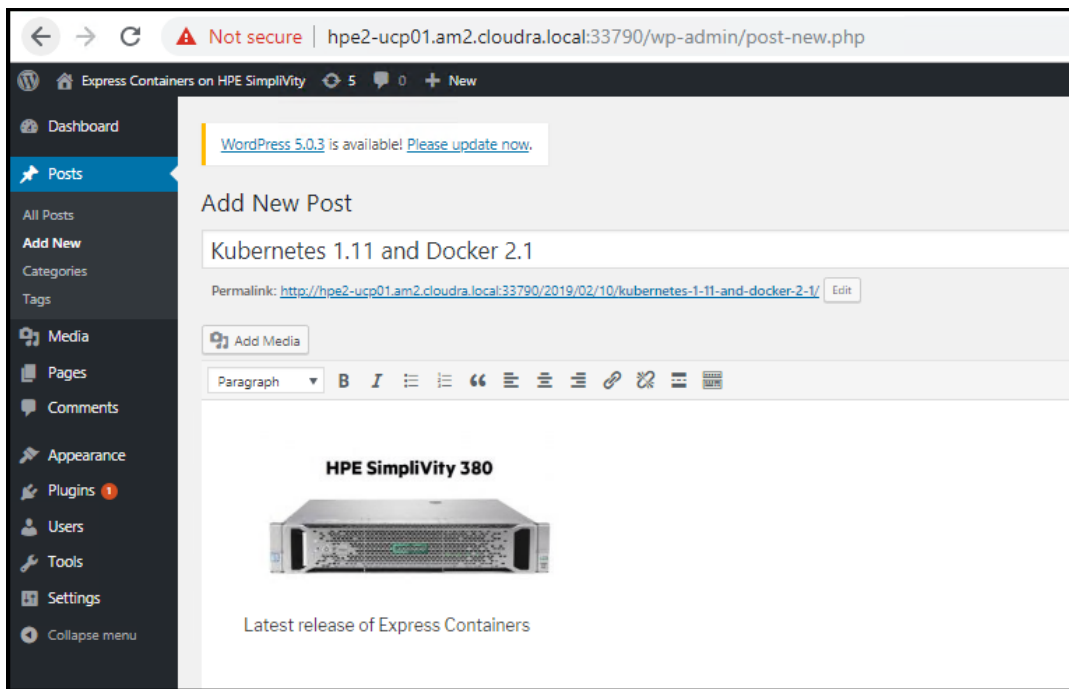 Not secure | hpe2-ucp01.am2.cloudra.local:33790/wp-admin/post-new.php
Express Containers on HPE SimpliVity 5 0 + New
Dashboard
WordPress 5.0.3 is available! Please update now.
Posts
All Posts
Add New
Categories
Tags
Media
Pages
Comments
Appearance
Plugins 1
Users
Tools
Settings
Collapse menu
Add New Post
Kubernetes 1.11 and Docker 2.1
Permalink: http://hpe2-ucp01.am2.cloudra.local:33790/2019/02/10/kubernetes-1-11-and-docker-2-1/ Edit
Add Media
Paragraph B I
HPE SimpliVity 380
Latest release of Express Containers